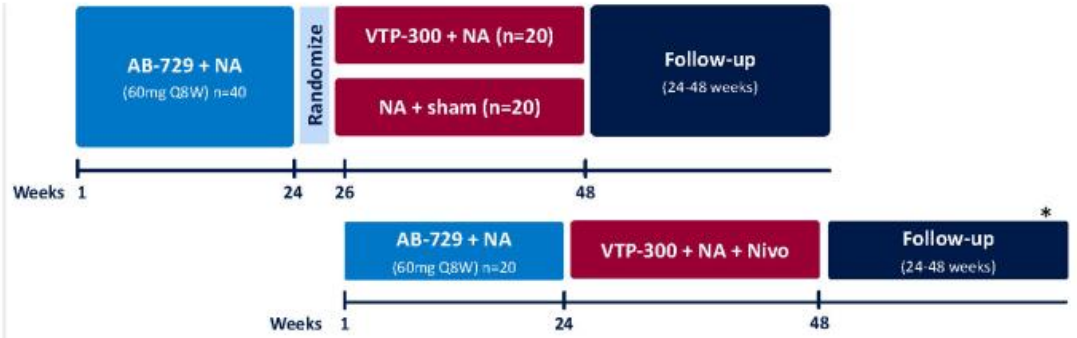 AB-729 + NA
(60mg Q8W) n=40
Randomize
VTP-300 + NA (n=20)
NA + sham (n=20)
Follow-up
(24-48 weeks)
Weeks 1 24 26 48
*
AB-729 + NA
(60mg Q8W) n=20
VTP-300 + NA + Nivo
Follow-up
(24-48 weeks)
Weeks 1 24 48